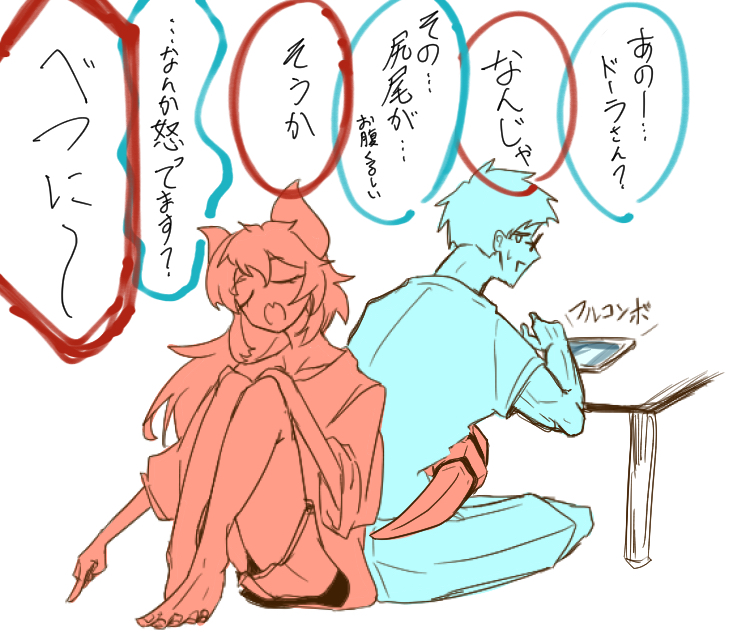 あのー…
ドーラさん?
なんじゃ
その…
尻尾が…
お腹くるしい
そうか
…なんか怒ってます?
べつに〜
フルコンボ